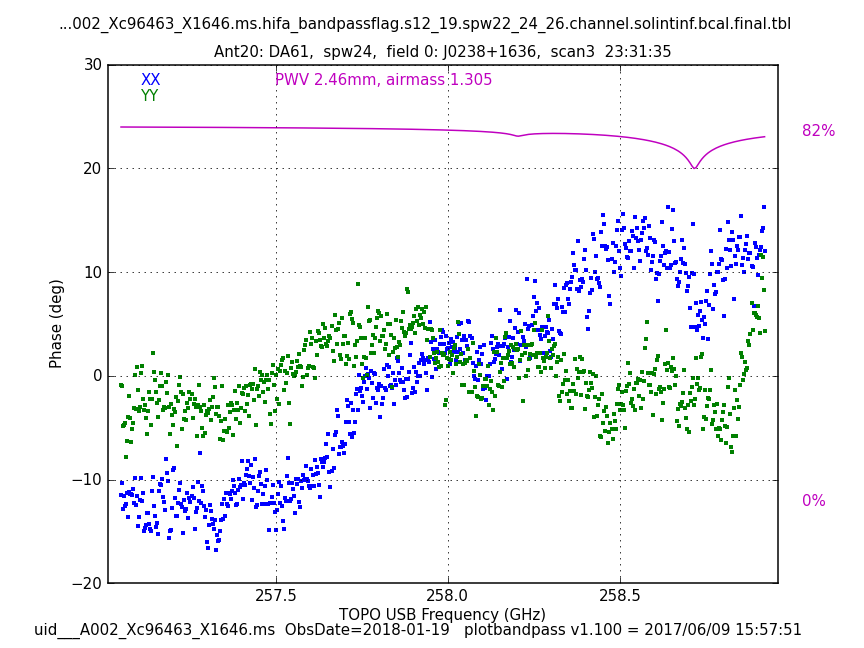 ...002_Xc96463_X1646.ms.hifa_bandpassflag.s12_19.spw22_24_26.channel.solintinf.bcal.final.tbl
Ant20: DA61,  spw24,  field 0: J0238+1636,  scan3  23:31:35
30
XX
PWV 2.46mm, airmass 1.305
YY
82%
20
10
Phase (deg)
0
−10
0%
−20
257.5
258.0
258.5
TOPO USB Frequency (GHz)
uid___A002_Xc96463_X1646.ms  ObsDate=2018-01-19   plotbandpass v1.100 = 2017/06/09 15:57:51